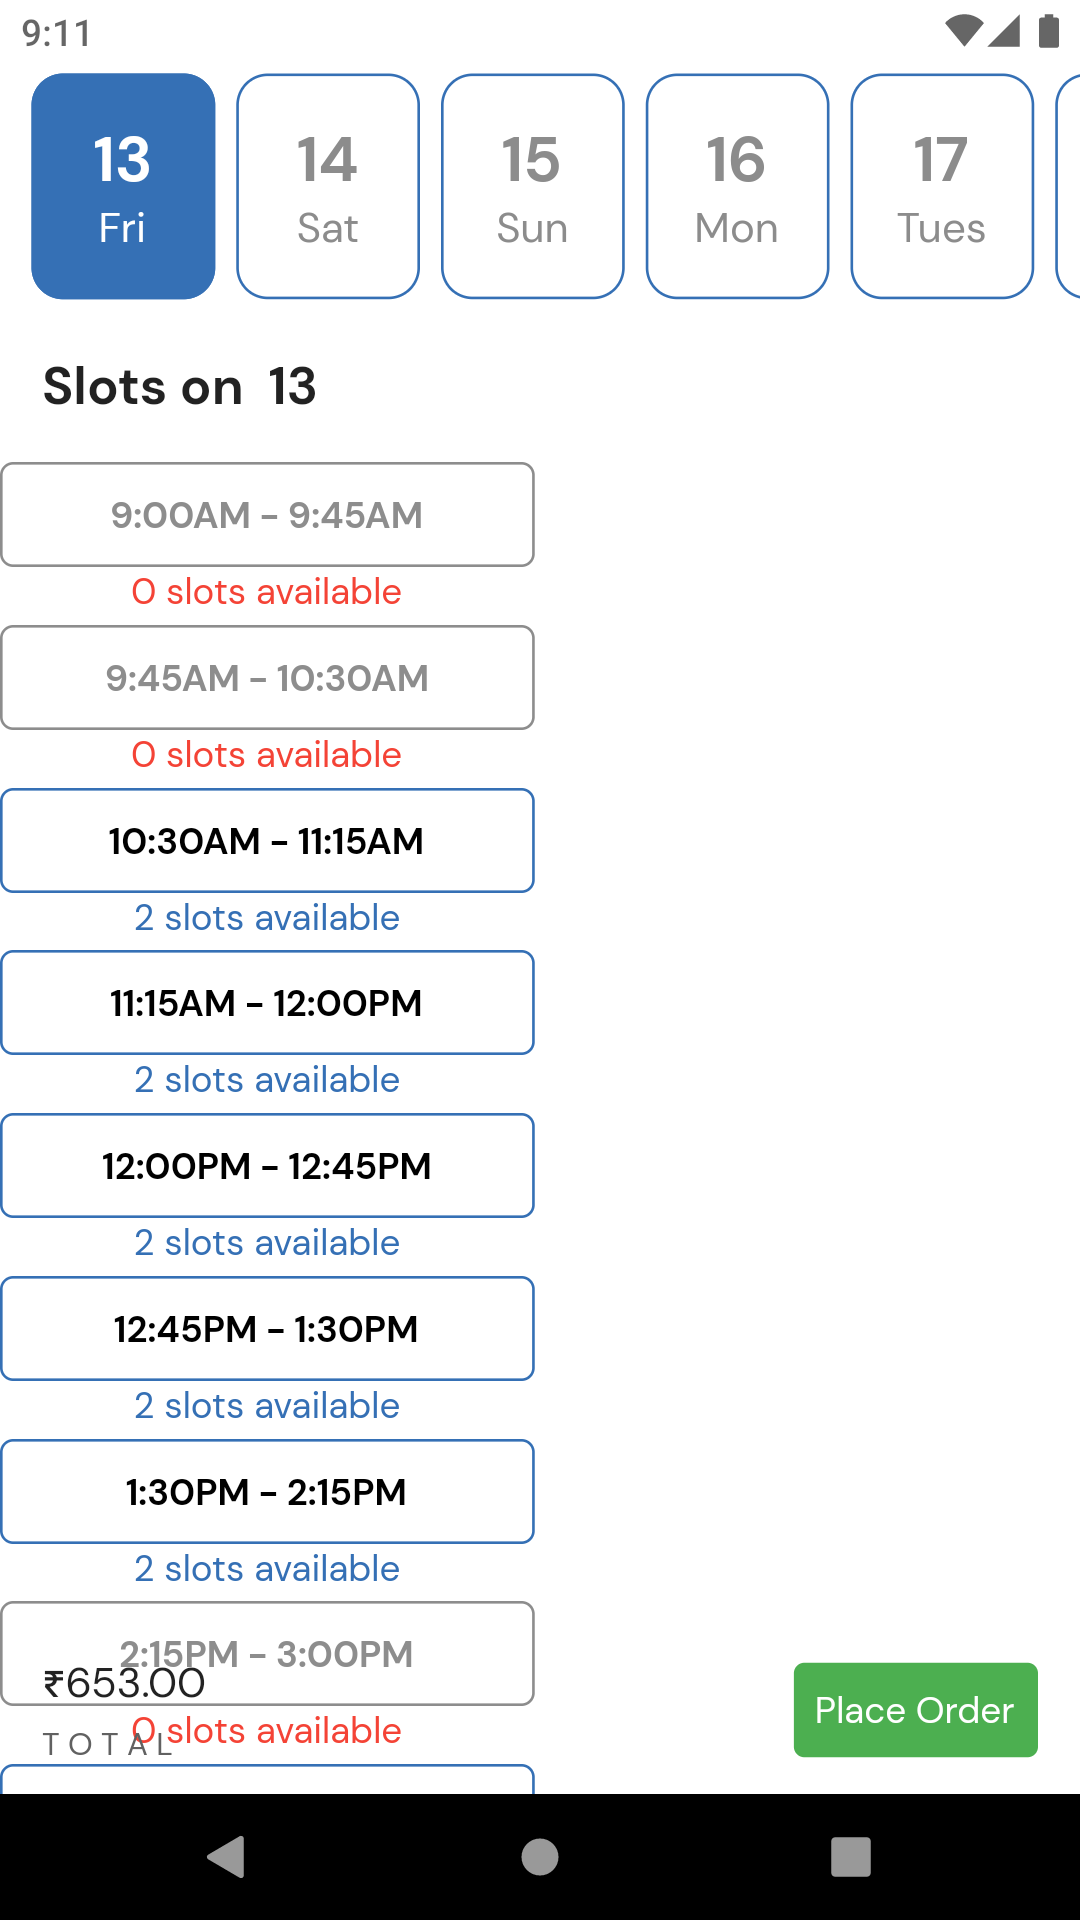 9:11
13 14 15 16 17
Fri Sat Sun Mon Tues
Slots on 13
9:00AM - 9:45AM
0 slots available
9:45AM - 10:30AM
0 slots available
10:30AM - 11:15AM
2 slots available
11:15AM - 12:00PM
2 slots available
12:00PM - 12:45PM
2 slots available
12:45PM - 1:30PM
2 slots available
1:30PM - 2:15PM
2 slots available
2:15PM - 3:00PM
₹653.00
Place Order
0 slots available
TOTAL